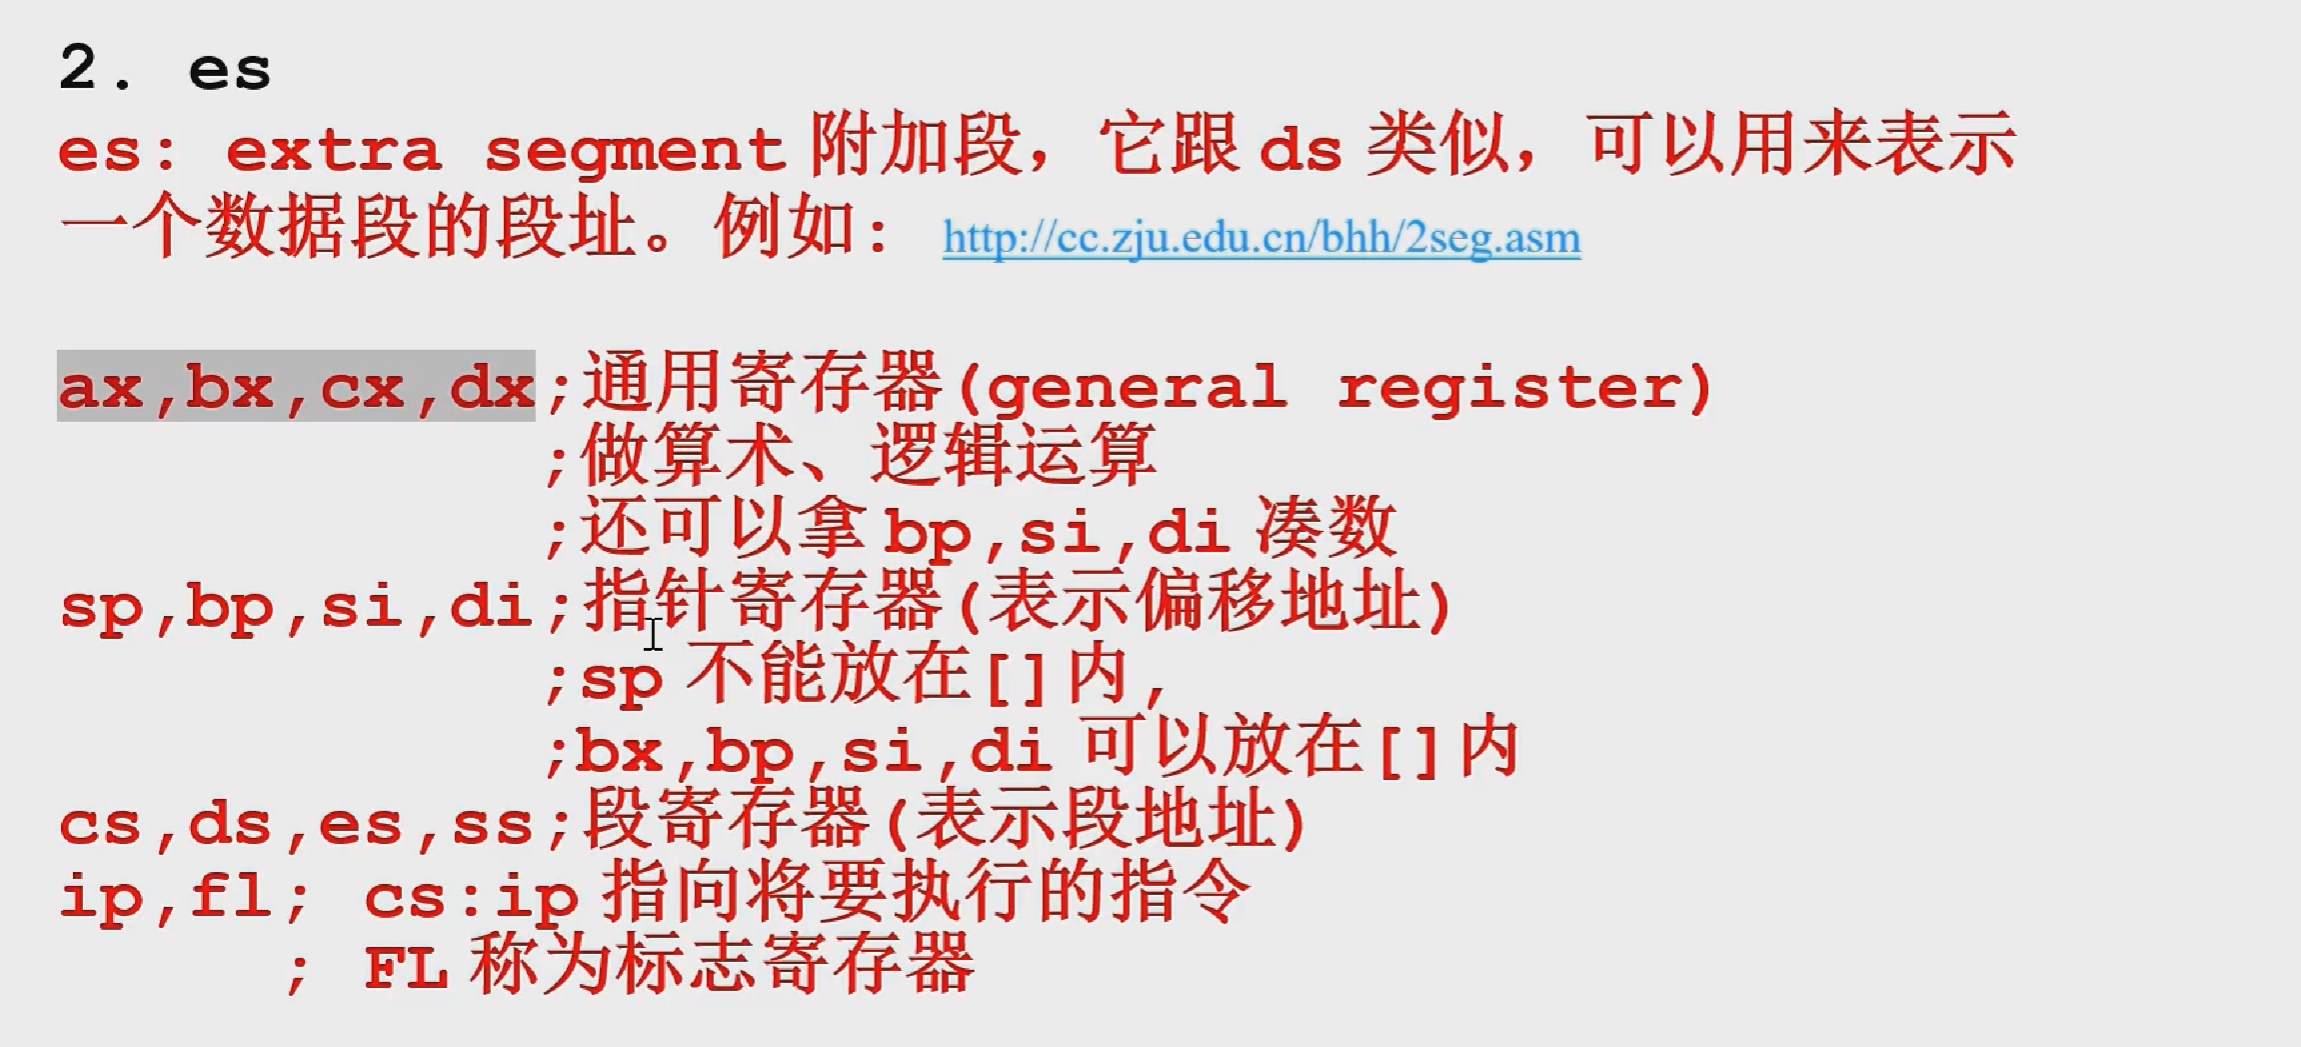 2. es
es: extra segment 附加段，它跟 ds 类似，可以用来表示
一个数据段的段址。例如： http://cc.zju.edu.cn/bhh/2seg.asm
ax,bx,cx,dx;通用寄存器(general register)
;做算术、逻辑运算
;还可以拿 bp,si,di 凑数
sp,bp,si,di;指针寄存器(表示偏移地址)
;sp 不能放在[]内,
;bx,bp,si,di 可以放在[]内
cs,ds,es,ss;段寄存器(表示段地址)
ip,fl; cs:ip 指向将要执行的指令
; FL 称为标志寄存器